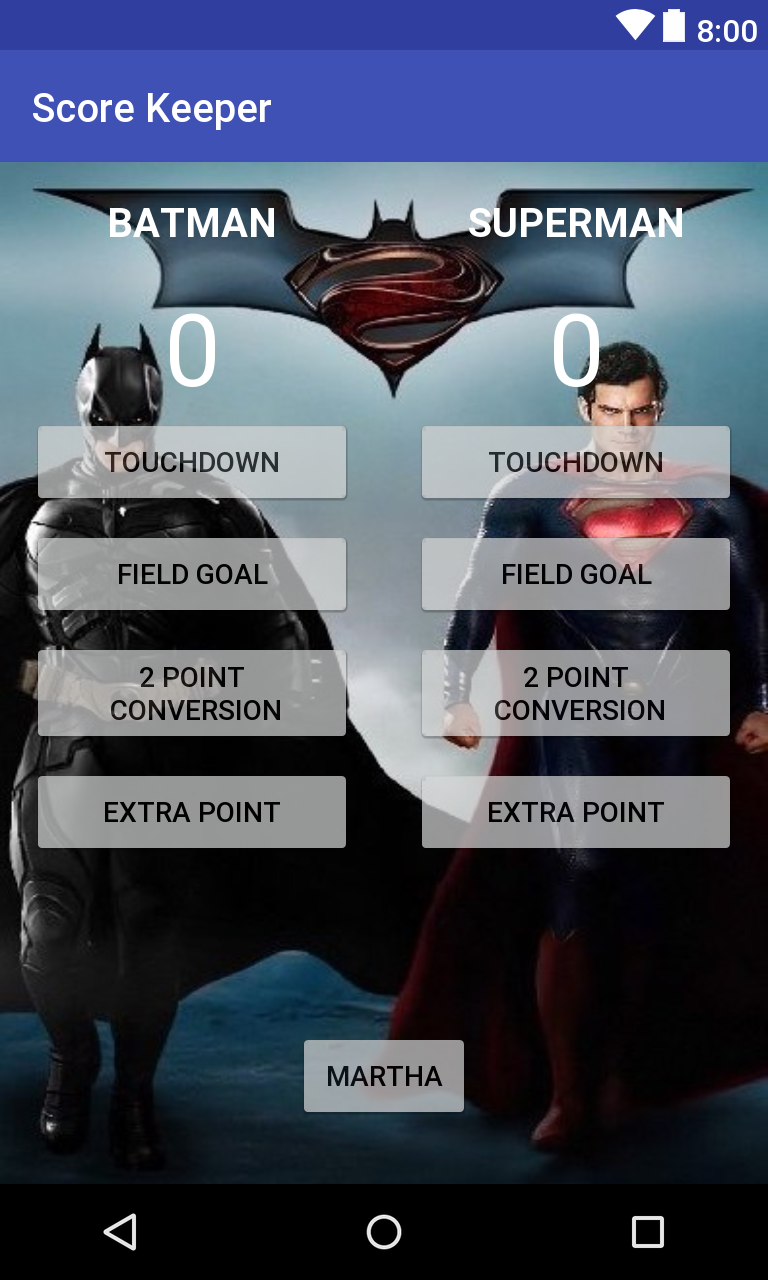 8:00
Score Keeper
BATMAN
SUPERMAN
0
0
TOUCHDOWN
TOUCHDOWN
FIELD GOAL
FIELD GOAL
2 POINT
CONVERSION
2 POINT
CONVERSION
EXTRA POINT
EXTRA POINT
MARTHA